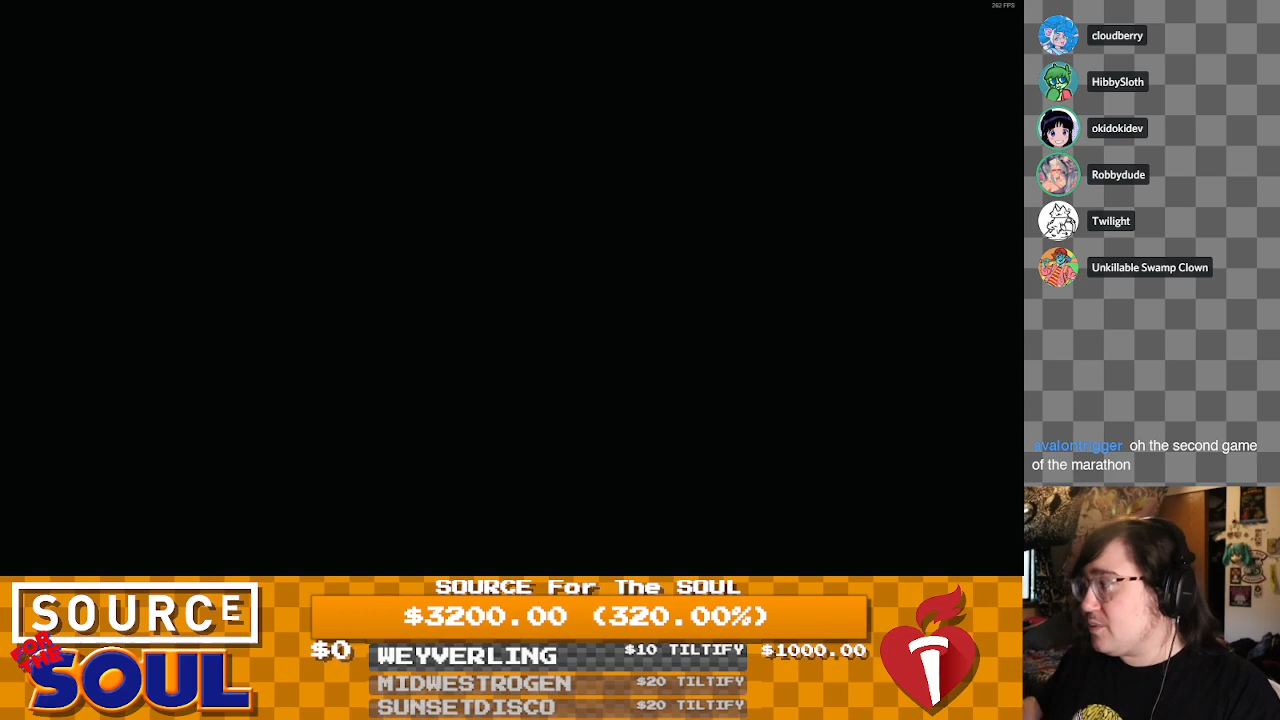 262 FPS
cloudberry
HibbySloth
okidokidev
Robbydude
Twilight
Unkillable Swamp Clown
avalontrigger oh the second game
of the marathon
SOURCE
FOR THE
SOUL
SOURCE For The SOUL
$3200.00 (320.00%)
$0
WEYVERLING $10 TILTIFY
$1000.00
MIDWESTROGEN $20 TILTIFY
SUNSETDISCO $20 TILTIFY